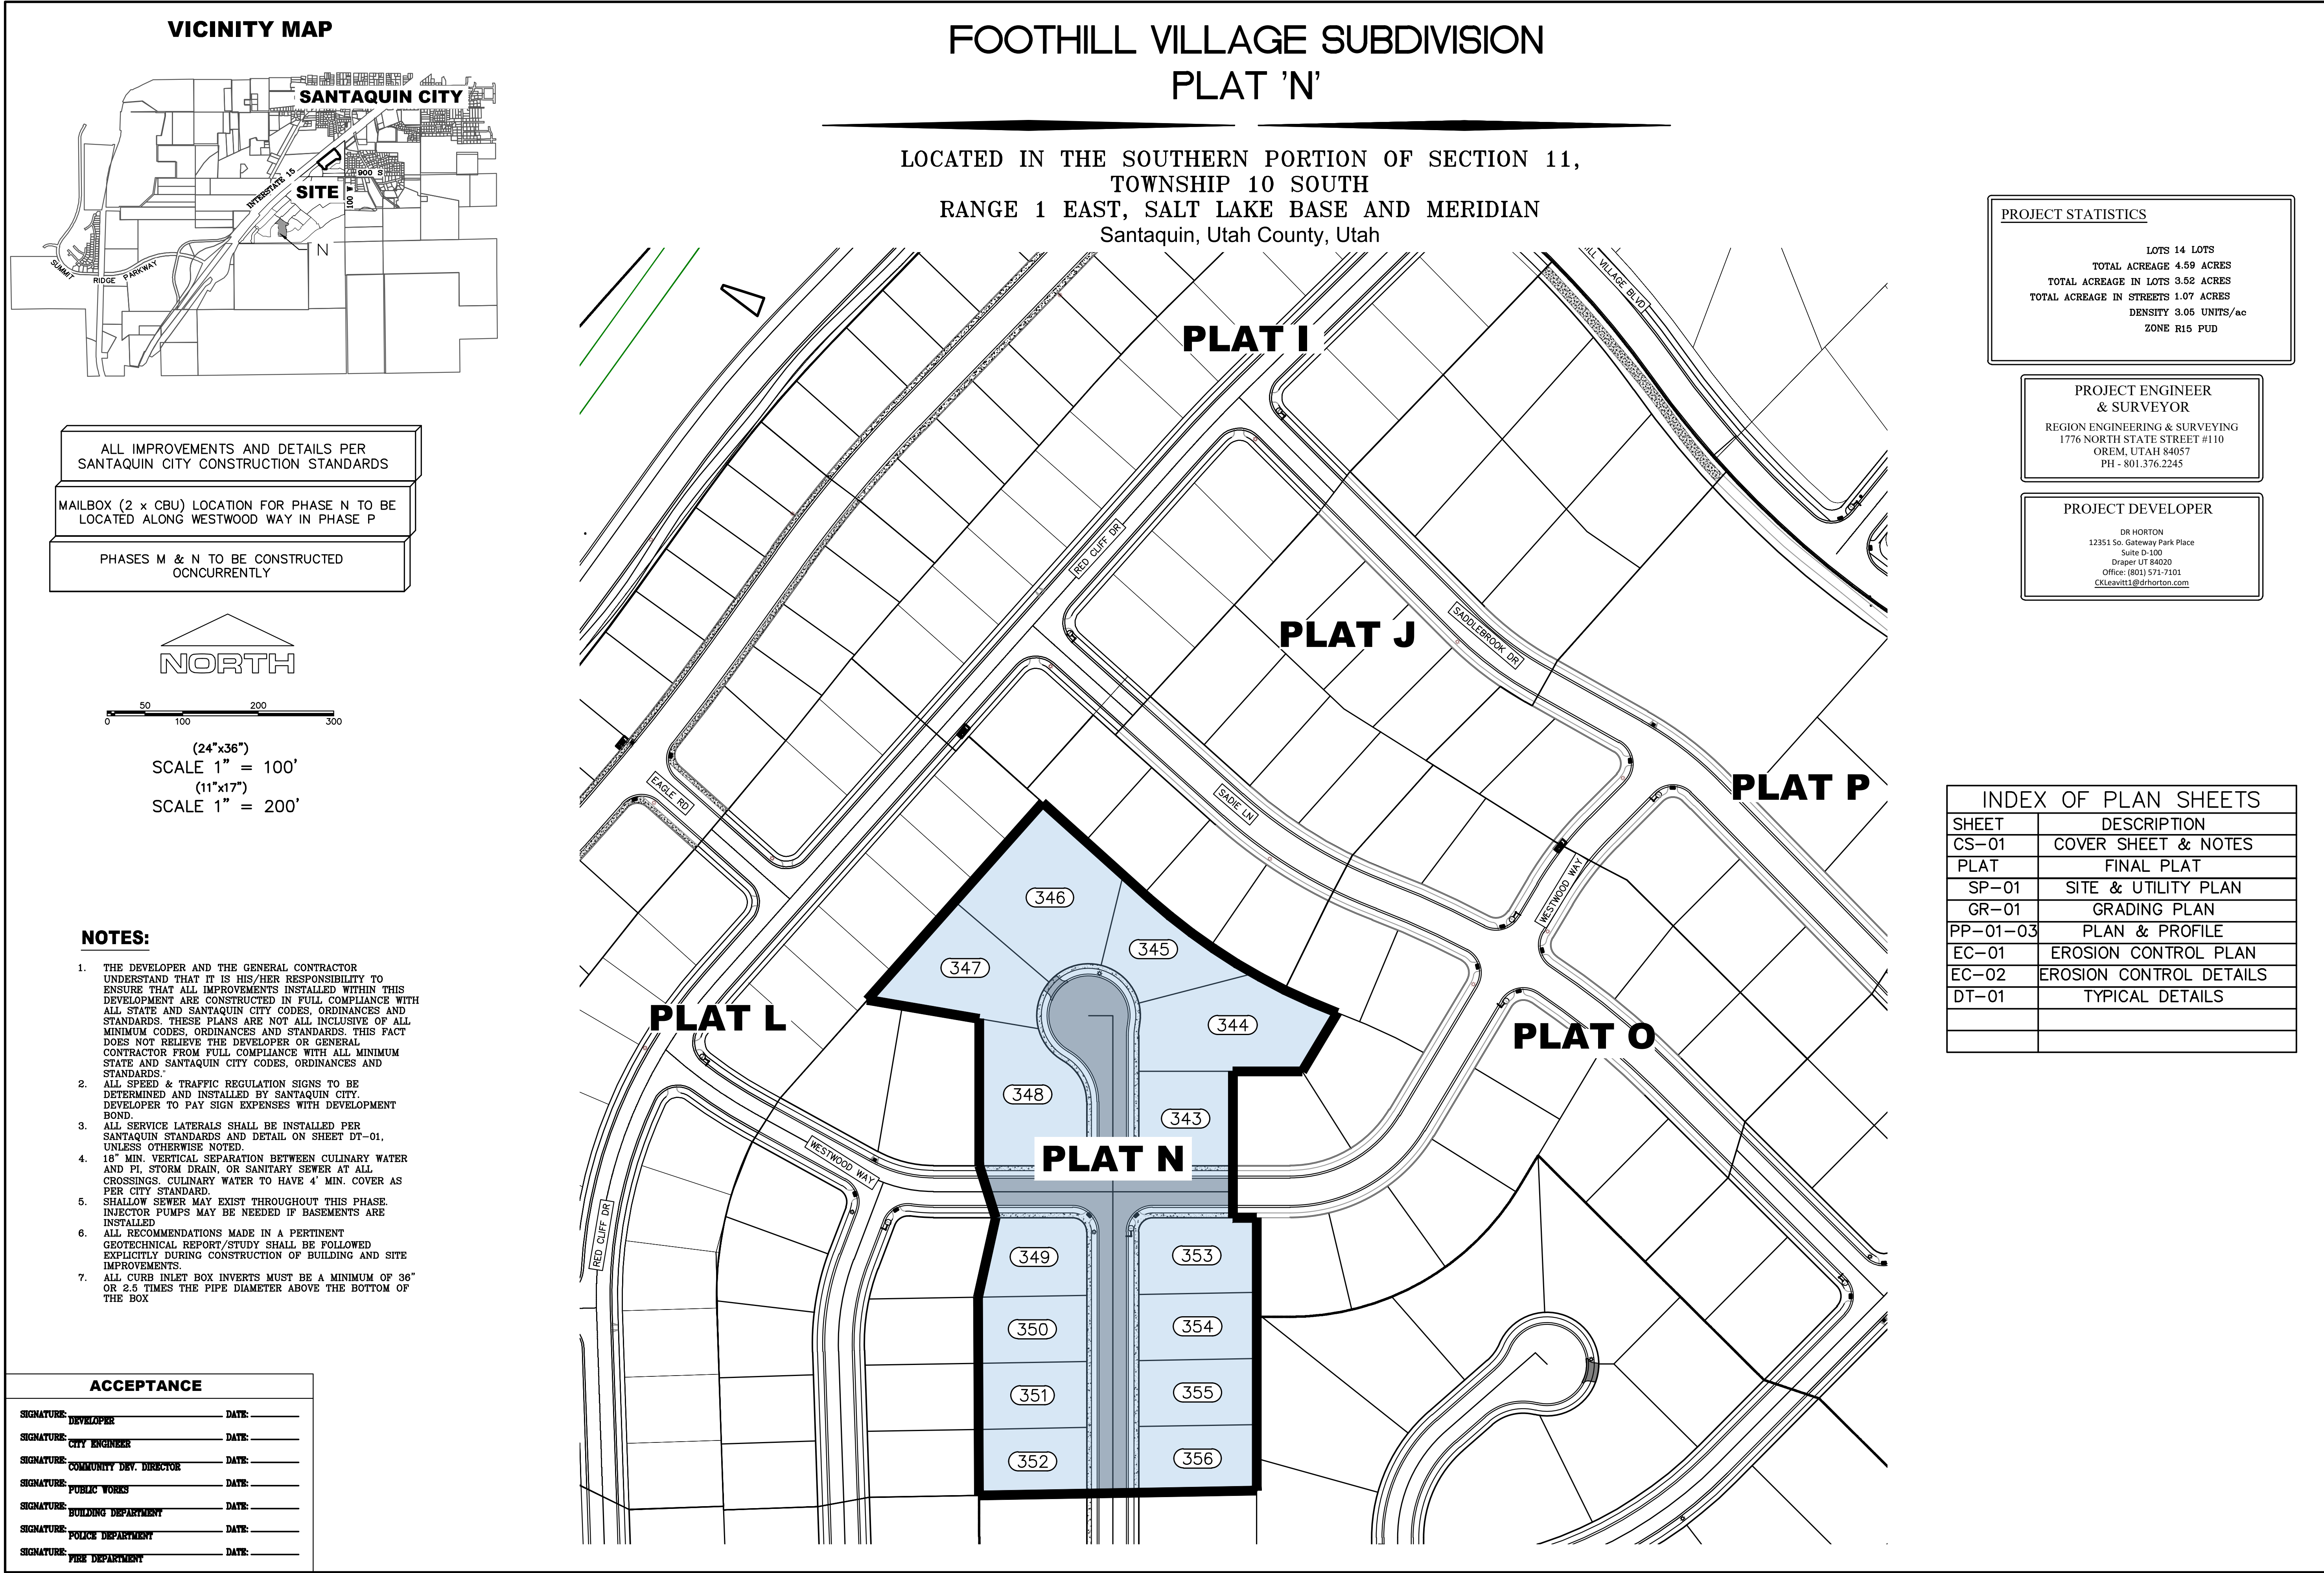 VICINITY MAP
SANTAQUIN CITY
INTERSTATE 15
900 S
SITE
100
N
SUMMIT
RIDGE
PARKWAY
ALL IMPROVEMENTS AND DETAILS PER
SANTAQUIN CITY CONSTRUCTION STANDARDS
MAILBOX (2 x CBU) LOCATION FOR PHASE N TO BE
LOCATED ALONG WESTWOOD WAY IN PHASE P
PHASES M & N TO BE CONSTRUCTED
OCNCURRENTLY
NORTH
50
200
0
100
300
(24"x36")
SCALE 1" = 100'
(11"x17")
SCALE 1" = 200'
NOTES:
1. THE DEVELOPER AND THE GENERAL CONTRACTOR
UNDERSTAND THAT IT IS HIS/HER RESPONSIBILITY TO
ENSURE THAT ALL IMPROVEMENTS INSTALLED WITHIN THIS
DEVELOPMENT ARE CONSTRUCTED IN FULL COMPLIANCE WITH
ALL STATE AND SANTAQUIN CITY CODES, ORDINANCES AND
STANDARDS. THESE PLANS ARE NOT ALL INCLUSIVE OF ALL
MINIMUM CODES, ORDINANCES AND STANDARDS. THIS FACT
DOES NOT RELIEVE THE DEVELOPER OR GENERAL
CONTRACTOR FROM FULL COMPLIANCE WITH ALL MINIMUM
STATE AND SANTAQUIN CITY CODES, ORDINANCES AND
STANDARDS."
2. ALL SPEED & TRAFFIC REGULATION SIGNS TO BE
DETERMINED AND INSTALLED BY SANTAQUIN CITY.
DEVELOPER TO PAY SIGN EXPENSES WITH DEVELOPMENT
BOND.
3. ALL SERVICE LATERALS SHALL BE INSTALLED PER
SANTAQUIN STANDARDS AND DETAIL ON SHEET DT-01,
UNLESS OTHERWISE NOTED.
4. 18" MIN. VERTICAL SEPARATION BETWEEN CULINARY WATER
AND PI, STORM DRAIN, OR SANITARY SEWER AT ALL
CROSSINGS. CULINARY WATER TO HAVE 4' MIN. COVER AS
PER CITY STANDARD.
5. SHALLOW SEWER MAY EXIST THROUGHOUT THIS PHASE.
INJECTOR PUMPS MAY BE NEEDED IF BASEMENTS ARE
INSTALLED
6. ALL RECOMMENDATIONS MADE IN A PERTINENT
GEOTECHNICAL REPORT/STUDY SHALL BE FOLLOWED
EXPLICITLY DURING CONSTRUCTION OF BUILDING AND SITE
IMPROVEMENTS.
7. ALL CURB INLET BOX INVERTS MUST BE A MINIMUM OF 36"
OR 2.5 TIMES THE PIPE DIAMETER ABOVE THE BOTTOM OF
THE BOX
ACCEPTANCE
SIGNATURE: DATE:
DEVELOPER
SIGNATURE: DATE:
CITY ENGINEER
SIGNATURE: DATE:
COMMUNITY DEV. DIRECTOR
SIGNATURE: DATE:
PUBLIC WORKS
SIGNATURE: DATE:
BUILDING DEPARTMENT
SIGNATURE: DATE:
POLICE DEPARTMENT
SIGNATURE: DATE:
FIRE DEPARTMENT
FOOTHILL VILLAGE SUBDIVISION
PLAT 'N'
LOCATED IN THE SOUTHERN PORTION OF SECTION 11,
TOWNSHIP 10 SOUTH
RANGE 1 EAST, SALT LAKE BASE AND MERIDIAN
Santaquin, Utah County, Utah
VILLAGE BLVD
PLAT I
RED CLIFF DR
PLAT J
SADDLEBROOK DR
PLAT P
EAGLE RD
SADIE LN
WESTWOOD WAY
346
345
347
344
PLAT L
PLAT O
348
343
PLAT N
WESTWOOD WAY
RED CLIFF DR
349
353
350
354
351
355
352
356
PROJECT STATISTICS
LOTS 14 LOTS
TOTAL ACREAGE 4.59 ACRES
TOTAL ACREAGE IN LOTS 3.52 ACRES
TOTAL ACREAGE IN STREETS 1.07 ACRES
DENSITY 3.05 UNITS/ac
ZONE R15 PUD
PROJECT ENGINEER
& SURVEYOR
REGION ENGINEERING & SURVEYING
1776 NORTH STATE STREET #110
OREM, UTAH 84057
PH - 801.376.2245
PROJECT DEVELOPER
DR HORTON
12351 So. Gateway Park Place
Suite D-100
Draper UT 84020
Office: (801) 571-7101
CKLeavitt1@drhorton.com
INDEX OF PLAN SHEETS
SHEET DESCRIPTION
CS-01 COVER SHEET & NOTES
PLAT FINAL PLAT
SP-01 SITE & UTILITY PLAN
GR-01 GRADING PLAN
PP-01-03 PLAN & PROFILE
EC-01 EROSION CONTROL PLAN
EC-02 EROSION CONTROL DETAILS
DT-01 TYPICAL DETAILS